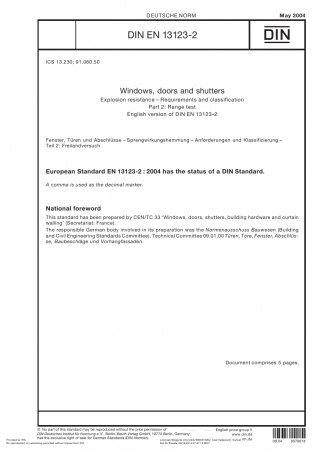 DEUTSCHE NORM
May 2004
DIN EN 13123-2
DIN
ICS 13.230; 91.060.50
Windows, doors and shutters
Explosion resistance – Requirements and classification
Part 2: Range test
English version of DIN EN 13123-2
Fenster, Türen und Abschlüsse – Sprengwirkungshemmung – Anforderungen und Klassifizierung –
Teil 2: Freilandversuch
European Standard EN 13123-2 : 2004 has the status of a DIN Standard.
A comma is used as the decimal marker.
National foreword
This standard has been prepared by CEN/TC 33 'Windows, doors, shutters, building hardware and curtain
walling' (Secretariat: France).
The responsible German body involved in its preparation was the Normenausschuss Bauwesen (Building
and Civil Engineering Standards Committee), Technical Committee 09.01.00 Türen, Tore, Fenster, Abschlüs-
se, Baubeschläge und Vorhangfassaden.
Document comprises 5 pages.
© No part of this standard may be reproduced without the prior permission of
DIN Deutsches Institut für Normung e. V., Berlin. Beuth Verlag GmbH, 10772 Berlin, Germany,
has the exclusive right of sale for German Standards (DIN-Normen).
English price group 5
www.din.de